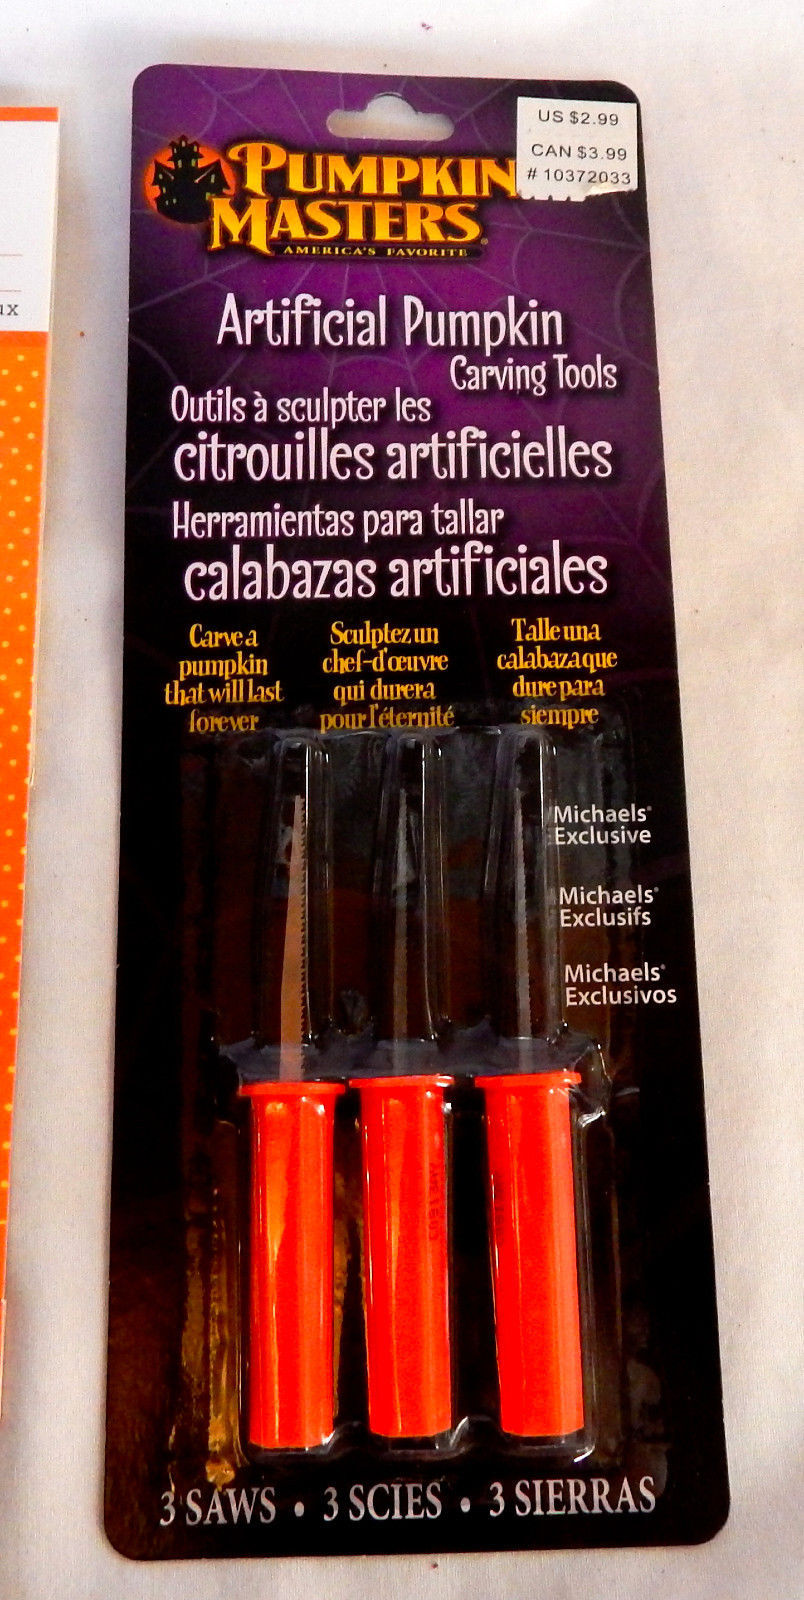 US $2.99
CAN $3.99
# 10372033
PUMPKIN
MASTERS
AMERICA'S FAVORITE
Artificial Pumpkin
Carving Tools
Outils à sculpter les
citrouilles artificielles
Herramientas para tallar
calabazas artificiales
Carve a
pumpkin
that will last
forever
Sculptez un
chef-d'œuvre
qui durera
pour l'éternité
Talle una
calabaza que
dure para
siempre
Michaels®
Exclusive
Michaels®
Exclusifs
Michaels®
Exclusivos
3 SAWS • 3 SCIES • 3 SIERRAS